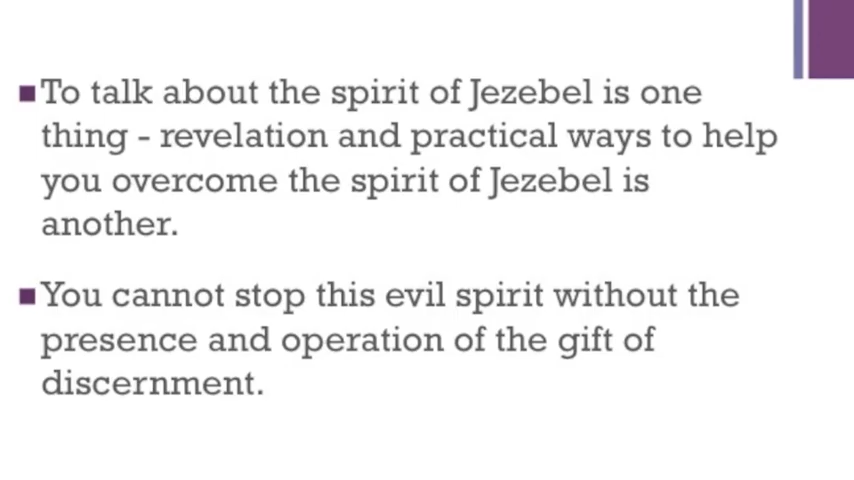 To talk about the spirit of Jezebel is one
thing - revelation and practical ways to help
you overcome the spirit of Jezebel is
another.
You cannot stop this evil spirit without the
presence and operation of the gift of
discernment.